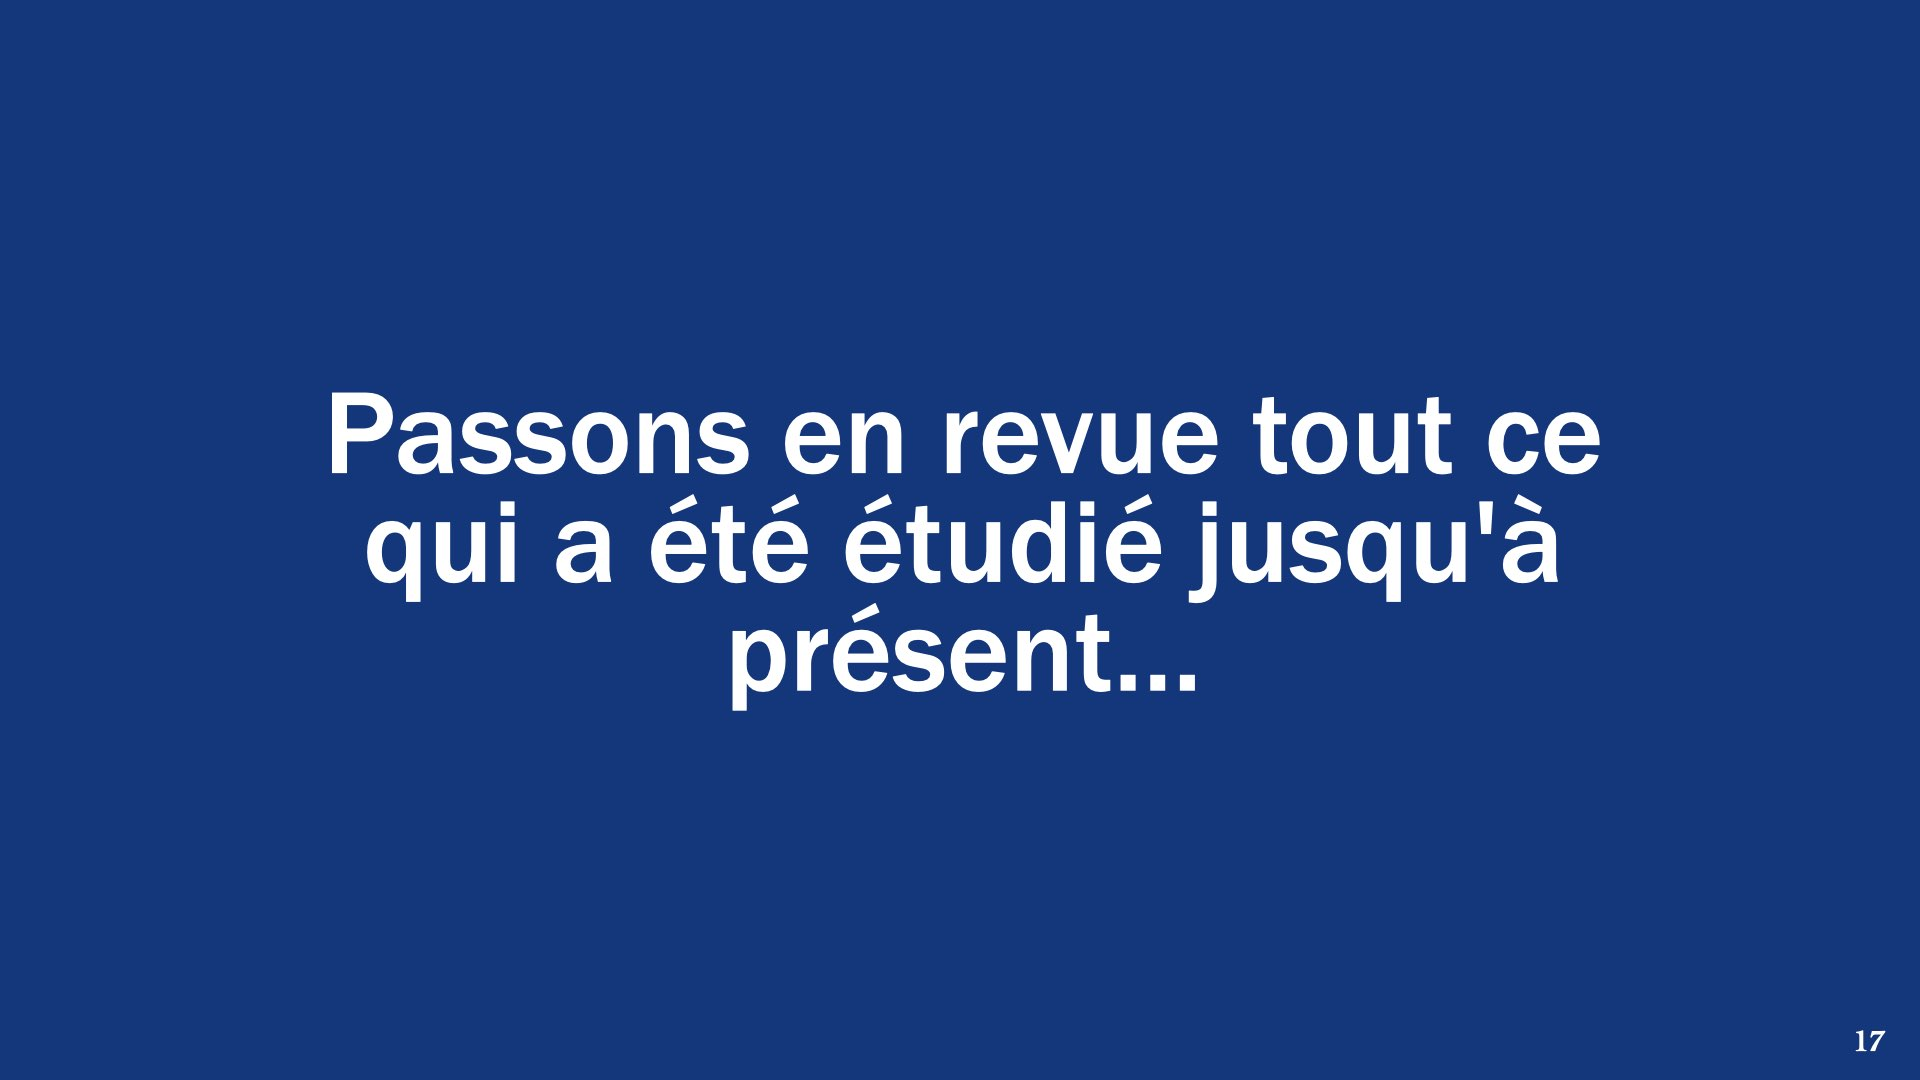 Passons en revue tout ce
qui a été étudié jusqu'à
présent...
17